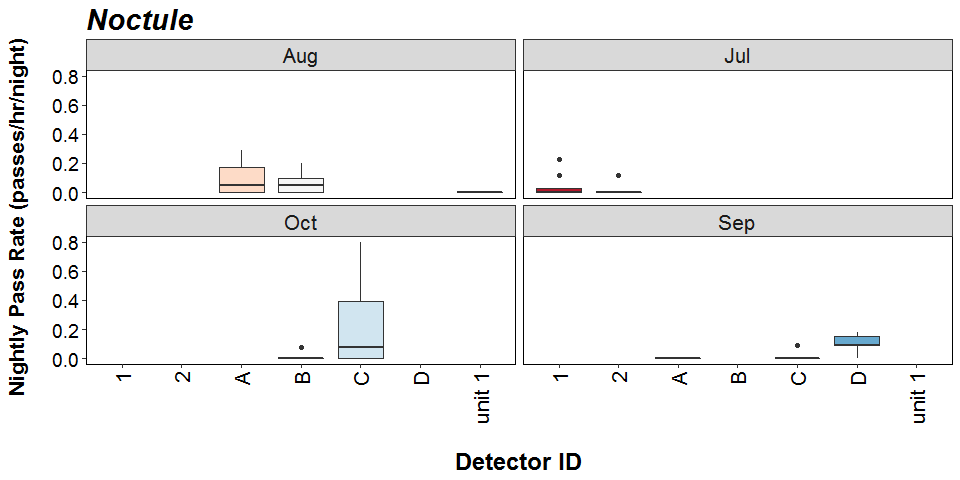 Noctule
Nightly Pass Rate (passes/hr/night)
Aug
Jul
0.8
0.6
0.4
0.2
0.0
Oct
Sep
0.8
0.6
0.4
0.2
0.0
1 2 A B C D unit 1
1 2 A B C D unit 1
Detector ID